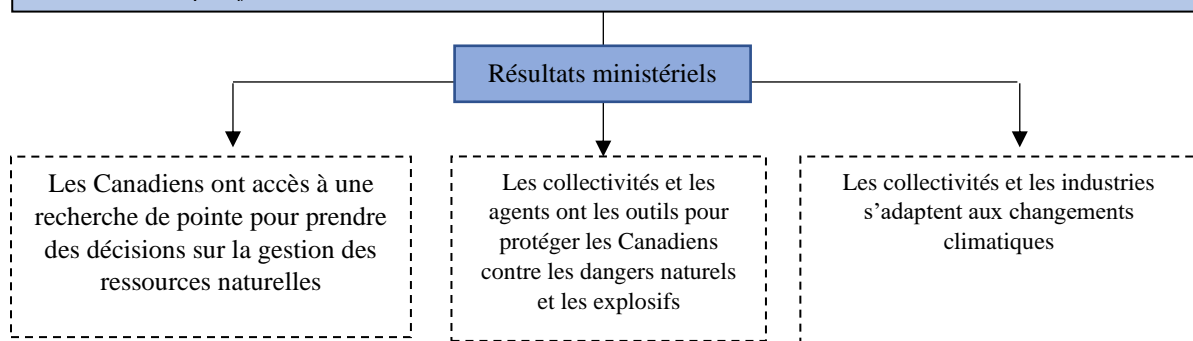 Résultats ministériels
Les Canadiens ont accès à une
recherche de pointe pour prendre
des décisions sur la gestion des
ressources naturelles
Les collectivités et les
agents ont les outils pour
protéger les Canadiens
contre les dangers naturels
et les explosifs
Les collectivités et les industries
s'adaptent aux changements
climatiques